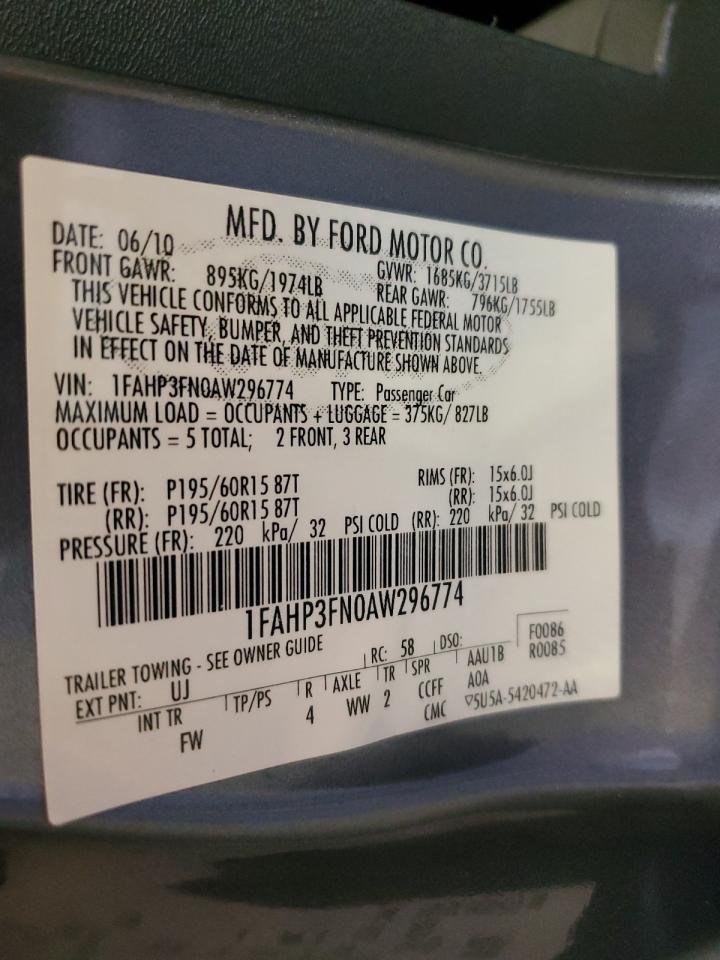 MFD. BY FORD MOTOR CO.
DATE: 06/10 GVWR: 1685KG/3715LB
FRONT GAWR: 895KG/1974LB REAR GAWR: 796KG/1755LB
THIS VEHICLE CONFORMS TO ALL APPLICABLE FEDERAL MOTOR
VEHICLE SAFETY, BUMPER, AND THEFT PREVENTION STANDARDS
IN EFFECT ON THE DATE OF MANUFACTURE SHOWN ABOVE.
VIN: 1FAHP3FN0AW296774 TYPE: Passenger Car
MAXIMUM LOAD = OCCUPANTS + LUGGAGE = 375KG/ 827LB
OCCUPANTS = 5 TOTAL; 2 FRONT, 3 REAR
TIRE (FR): P195/60R15 87T RIMS (FR): 15x6.0J
(RR): P195/60R15 87T (RR): 15x6.0J
PRESSURE (FR): 220 kPa/ 32 PSI COLD (RR): 220 kPa/ 32 PSI COLD
1FAHP3FN0AW296774
F0086
R0085
TRAILER TOWING - SEE OWNER GUIDE
EXT PNT: UJ RC: 58 DSO:
INT TR TP/PS R AXLE TR SPR AAU1B
FW 4 WW 2 CCFF A0A
CMC ▽5U5A-5420472-AA